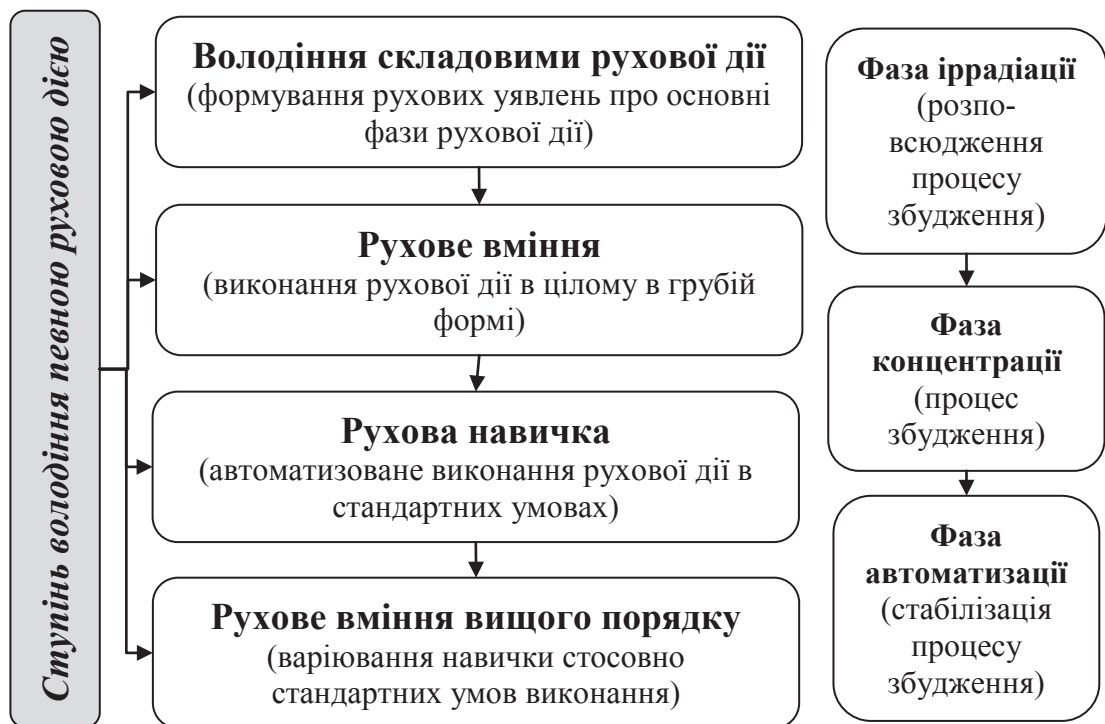 Ступінь володіння певною руховою дією
Володіння складовими рухової дії
(формування рухових уявлень про основні
фази рухової дії)
Рухове вміння
(виконання рухової дії в цілому в грубій
формі)
Рухова навичка
(автоматизоване виконання рухової дії в
стандартних умовах)
Рухове вміння вищого порядку
(варіювання навички стосовно
стандартних умов виконання)
Фаза іррадіації
(розпо-
всюдження
процесу
збудження)
Фаза
концентрації
(процес
збудження)
Фаза
автоматизації
(стабілізація
процесу
збудження)